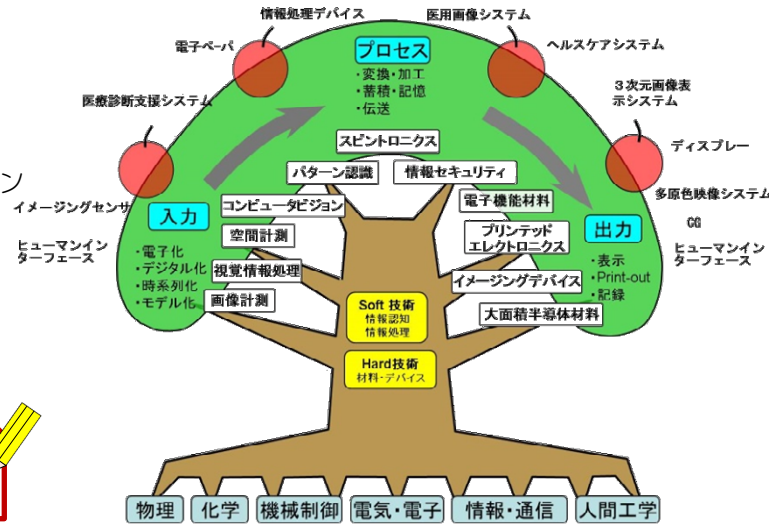 情報処理デバイス
医用画像システム
電子ペーパ
プロセス
ヘルスケアシステム
・変換・加工
・蓄積・記憶
・伝送
医療診断支援システム
3次元画像表
示システム
スピントロニクス
ディスプレー
パターン認識
情報セキュリティ
ン
イメージングセンサ
入力
コンピュータビジョン
電子機能材料
多原色映像システム
空間計測
プリンテッド
エレクトロニクス
出力
CG
ヒューマンイン
ターフェース
・電子化
・デジタル化
・時系列化
・モデル化
視覚情報処理
イメージングデバイス
・表示
・Print-out
・記録
ヒューマンイン
ターフェース
画像計測
Soft 技術
情報認知
情報処理
大面積半導体材料
Hard技術
材料・デバイス
物理
化学
機械制御
電気・電子
情報・通信
人間工学